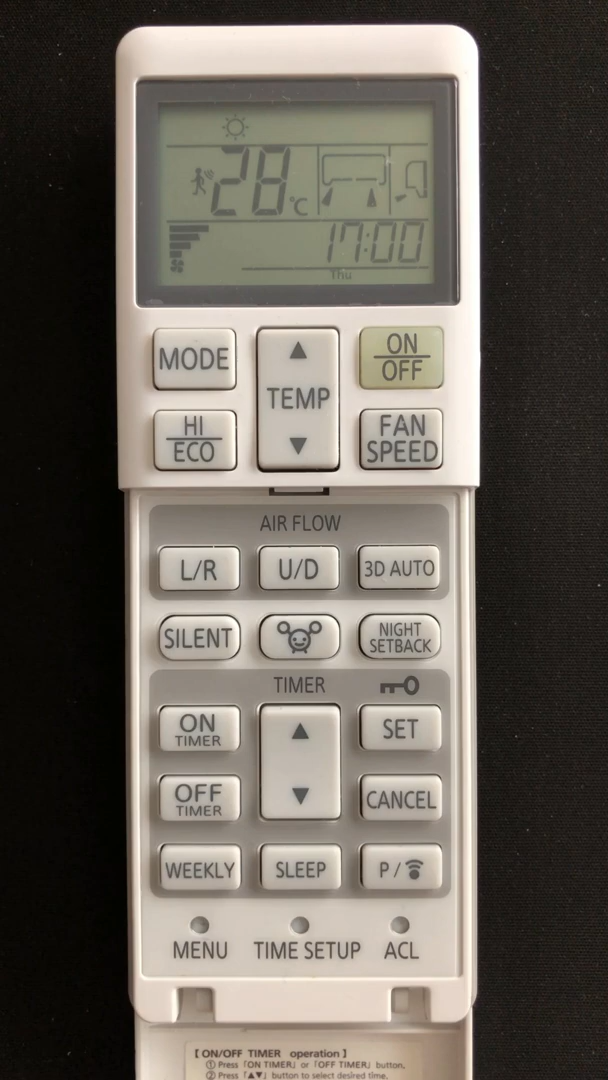 28°C
17:00
Thu
MODE
TEMP
ON
OFF
HI
ECO
FAN
SPEED
AIR FLOW
L/R
U/D
3D AUTO
SILENT
NIGHT
SETBACK
TIMER
ON
TIMER
SET
OFF
TIMER
CANCEL
WEEKLY
SLEEP
P /
MENU
TIME SETUP
ACL
[ ON/OFF TIMER operation ]
① Press「ON TIMER」or「OFF TIMER」button.
② Press「▲▼」button to select desired time.